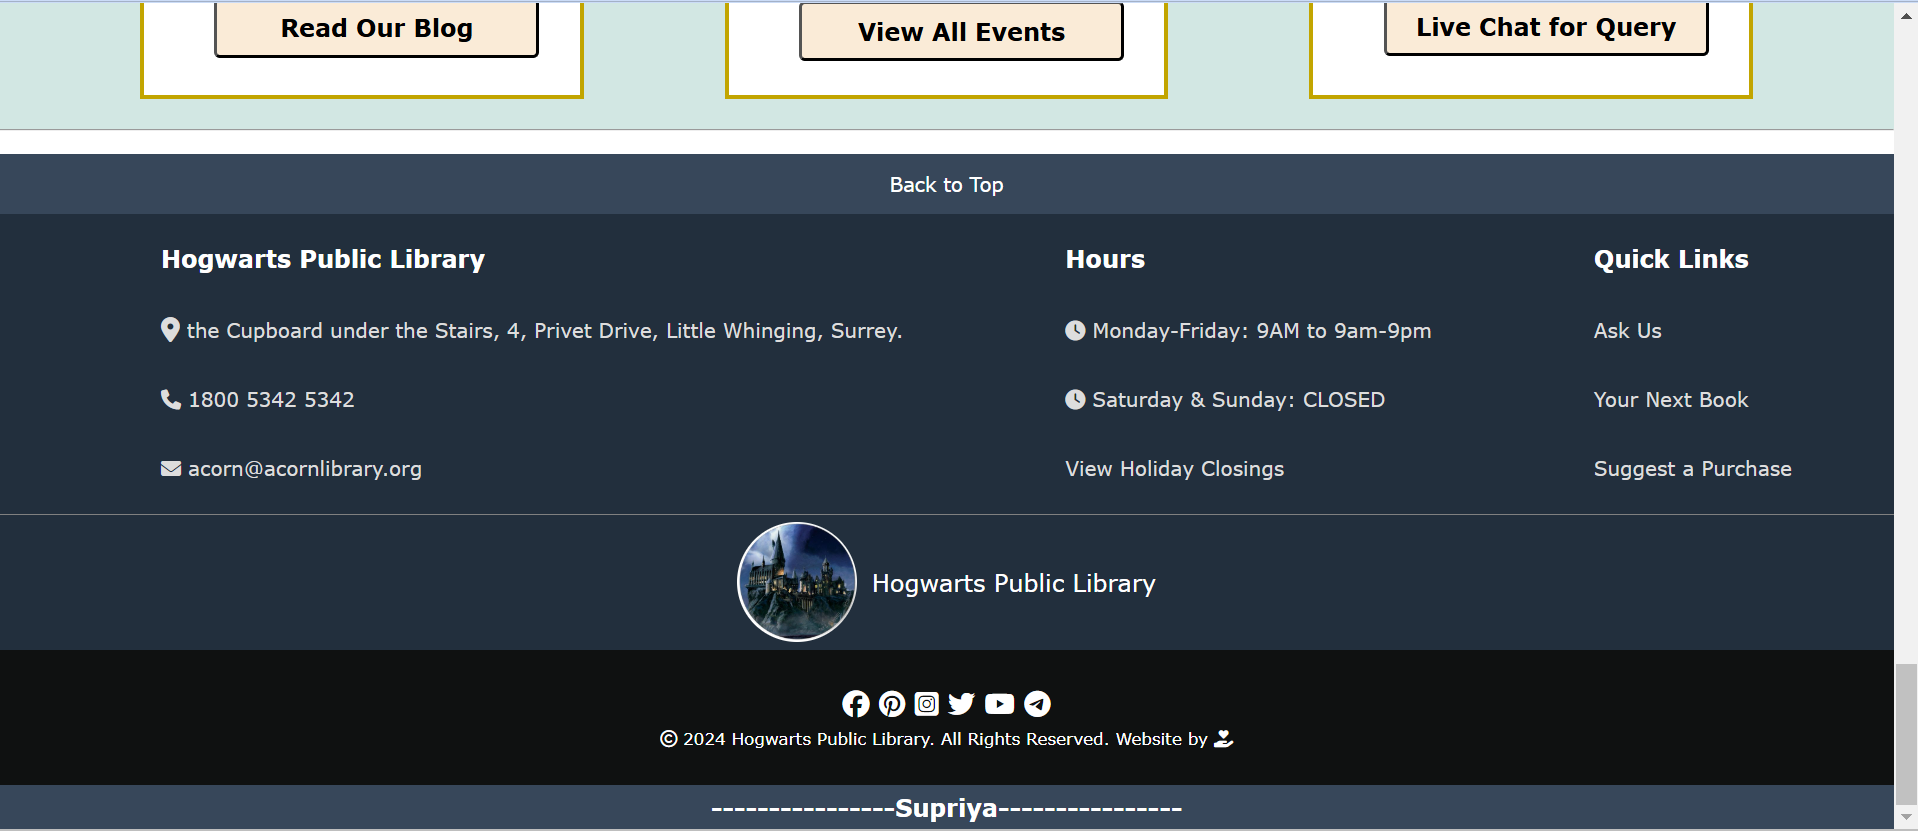 Read Our Blog
View All Events
Live Chat for Query
Back to Top
Hogwarts Public Library
the Cupboard under the Stairs, 4, Privet Drive, Little Whinging, Surrey.
1800 5342 5342
acorn@acornlibrary.org
Hours
Monday-Friday: 9AM to 9am-9pm
Saturday & Sunday: CLOSED
View Holiday Closings
Quick Links
Ask Us
Your Next Book
Suggest a Purchase
Hogwarts Public Library
© 2024 Hogwarts Public Library. All Rights Reserved. Website by
----------------Supriya----------------